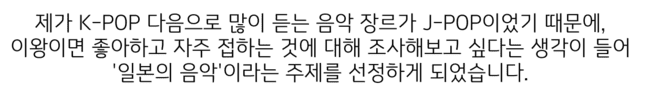 제가 K-POP 다음으로 많이 듣는 음악 장르가 J-POP이었기 때문에,
이왕이면 좋아하고 자주 접하는 것에 대해 조사해보고 싶다는 생각이 들어
'일본의 음악'이라는 주제를 선정하게 되었습니다.